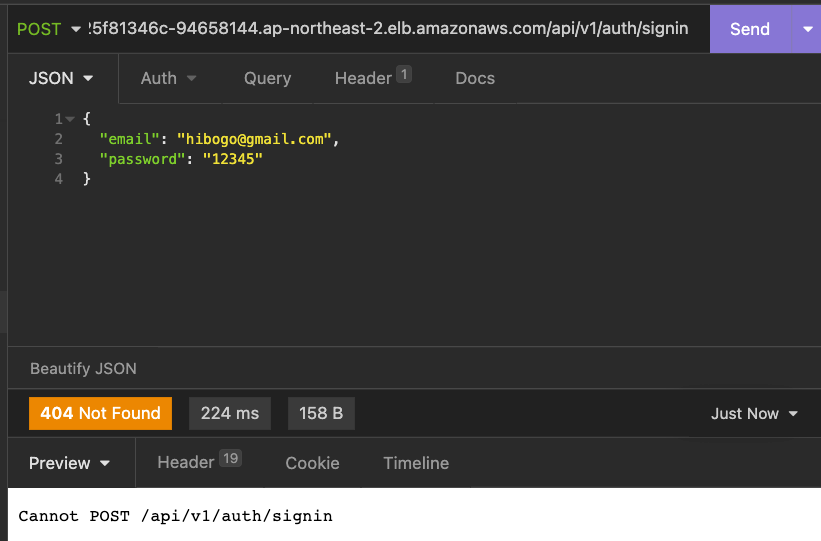 POST 25f81346c-94658144.ap-northeast-2.elb.amazonaws.com/api/v1/auth/signin Send
JSON Auth Query Header 1 Docs
1 {
2 "email": "hibogo@gmail.com",
3 "password": "12345"
4 }
Beautify JSON
404 Not Found 224 ms 158 B Just Now
Preview Header 19 Cookie Timeline
Cannot POST /api/v1/auth/signin